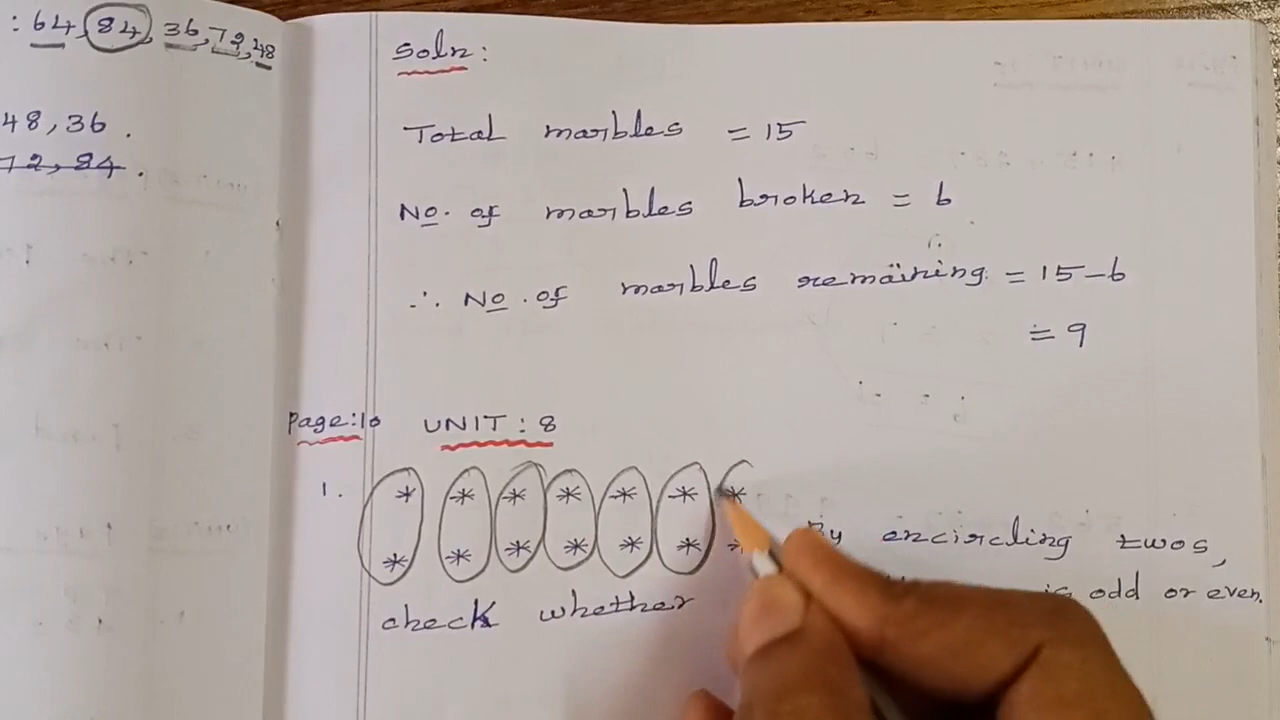 : 64, 84, 36, 72, 48
48, 36 .
72, 84 .
Soln :
Total marbles = 15
No. of marbles broken = 6
∴ No. of marbles remaining = 15 - 6
= 9
Page: 10 UNIT : 8
1. * * * * * * *
* * * * * * * By encircling twos,
check whether is odd or even.